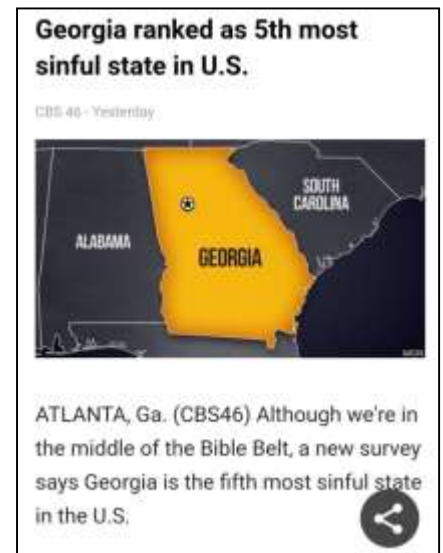 Georgia ranked as 5th most
sinful state in U.S.
CBS 46 - Yesterday
SOUTH
CAROLINA
ALABAMA
GEORGIA
ATLANTA, Ga. (CBS46) Although we're in
the middle of the Bible Belt, a new survey
says Georgia is the fifth most sinful state
in the U.S.